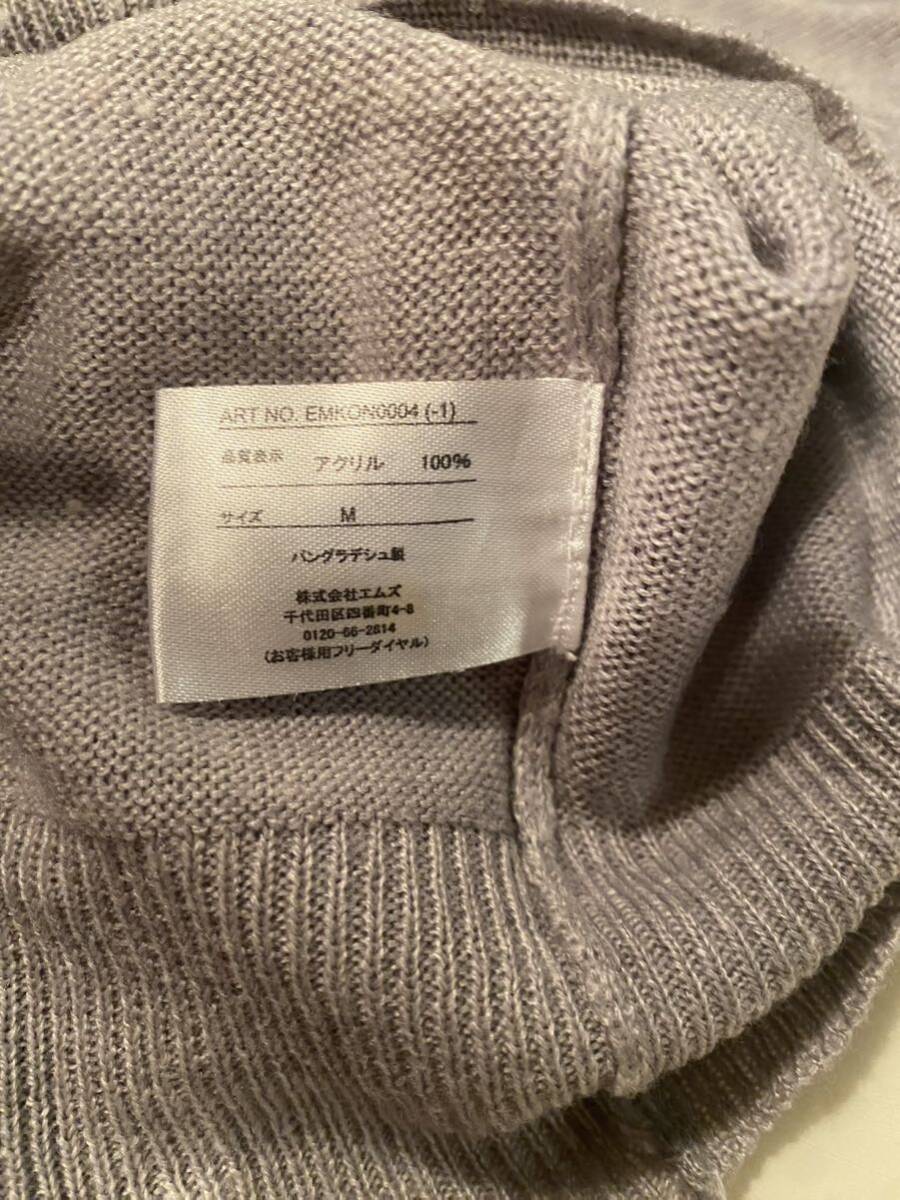 ART NO. EMKON0004 (-1)
品質表示 アクリル 100%
サイズ M
バングラデシュ製
株式会社エムズ
千代田区四番町4-8
0120-66-2614
(お客様用フリーダイヤル)